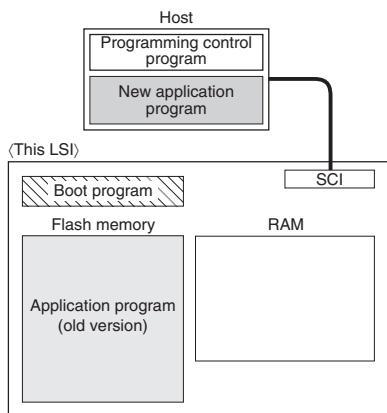 Host
Programming control
program
New application
program
〈This LSI〉
SCI
Boot program
Flash memory
RAM
Application program
(old version)